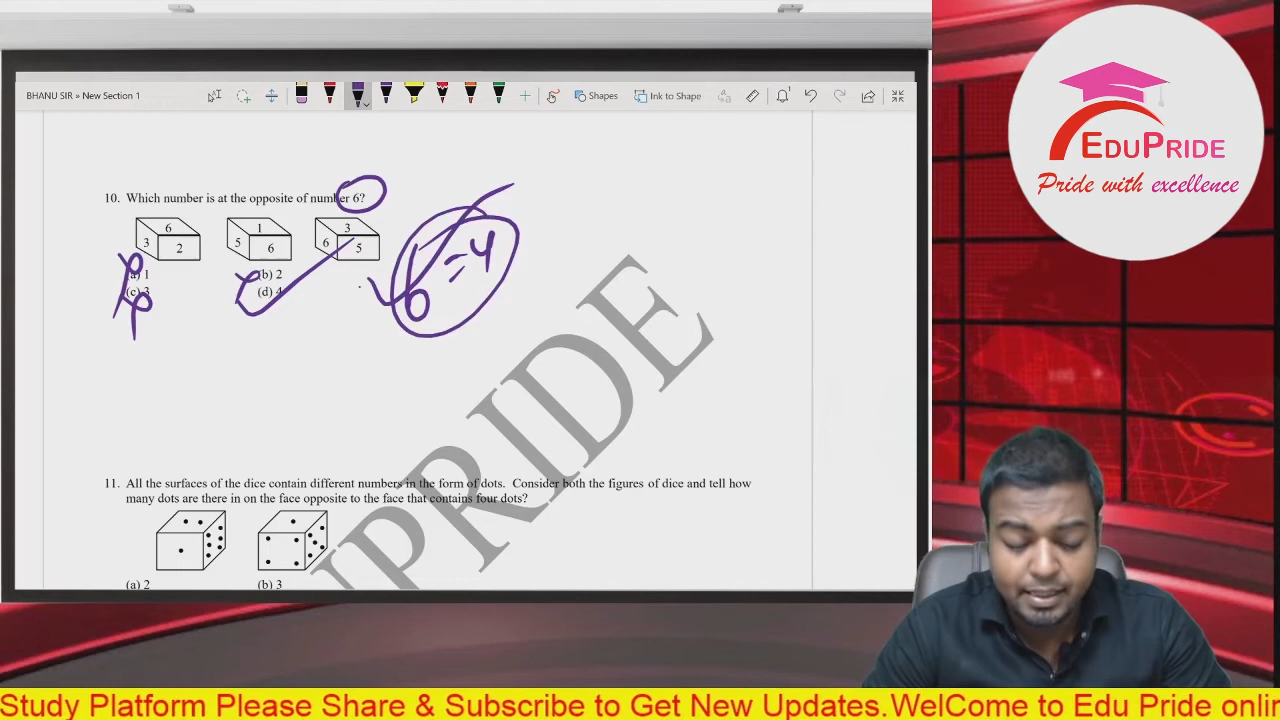 BHANU SIR » New Section 1
Shapes
Ink to Shape
EDUPRIDE
Pride with excellence
10. Which number is at the opposite of number 6?
6
3
2
1
5
6
3
6
5
(a) 1
(b) 2
(c) 3
(d) 4
6 = 4
UPRIDE
11. All the surfaces of the dice contain different numbers in the form of dots. Consider both the figures of dice and tell how
many dots are there in on the face opposite to the face that contains four dots?
(a) 2
(b) 3
Study Platform Please Share & Subscribe to Get New Updates.WelCome to Edu Pride onlin